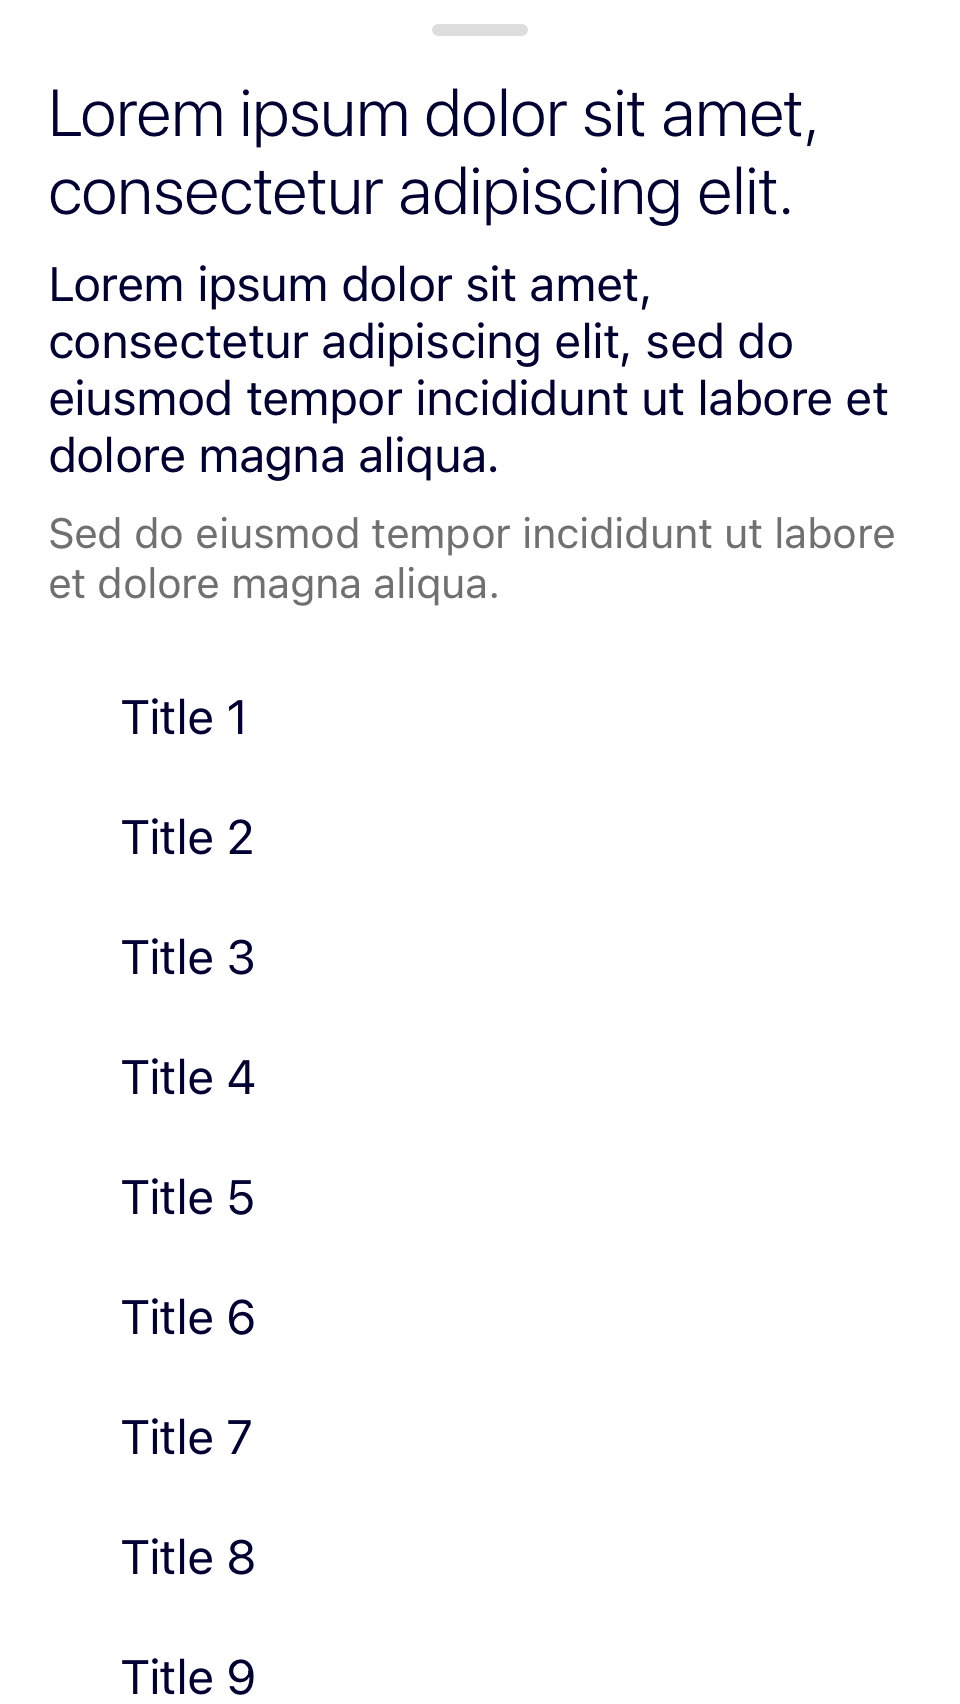 Lorem ipsum dolor sit amet,
consectetur adipiscing elit.
Lorem ipsum dolor sit amet,
consectetur adipiscing elit, sed do
eiusmod tempor incididunt ut labore et
dolore magna aliqua.
Sed do eiusmod tempor incididunt ut labore
et dolore magna aliqua.
Title 1
Title 2
Title 3
Title 4
Title 5
Title 6
Title 7
Title 8
Title 9